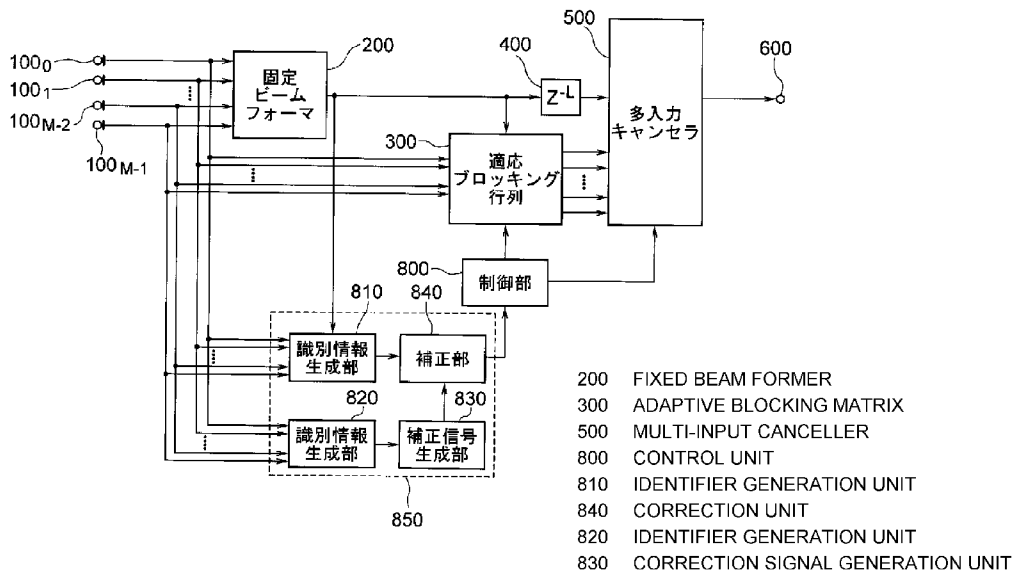 500
200
400
600
100₀
100₁
100M-2
100M-1
固定
ビーム
フォーマ
Z⁻ᴸ
多入力
キャンセラ
300
適応
ブロッキング
行列
800
制御部
810
840
識別情報
生成部
補正部
820
830
識別情報
生成部
補正信号
生成部
850
200 FIXED BEAM FORMER
300 ADAPTIVE BLOCKING MATRIX
500 MULTI-INPUT CANCELLER
800 CONTROL UNIT
810 IDENTIFIER GENERATION UNIT
840 CORRECTION UNIT
820 IDENTIFIER GENERATION UNIT
830 CORRECTION SIGNAL GENERATION UNIT